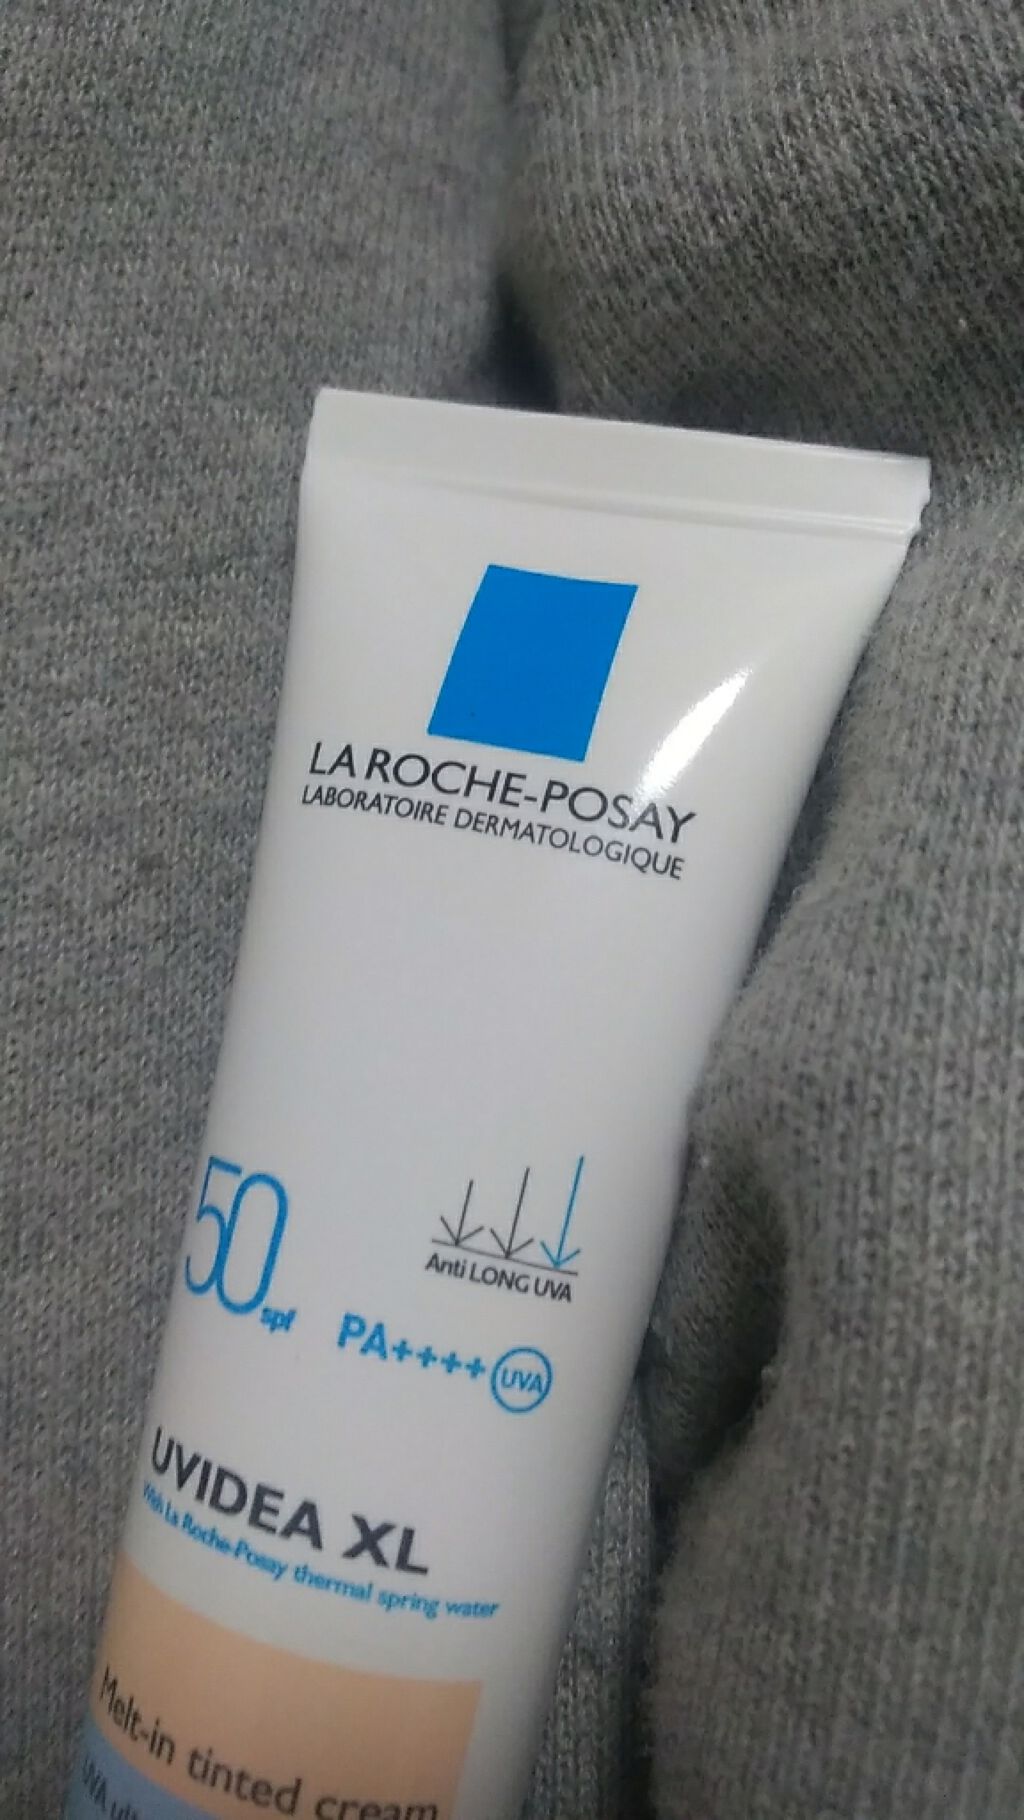 LA ROCHE-POSAY
LABORATOIRE DERMATOLOGIQUE
50 spf
Anti LONG UVA
PA++++ UVA
UVIDEA XL
With La Roche-Posay thermal spring water
Melt-in tinted cream
UVA